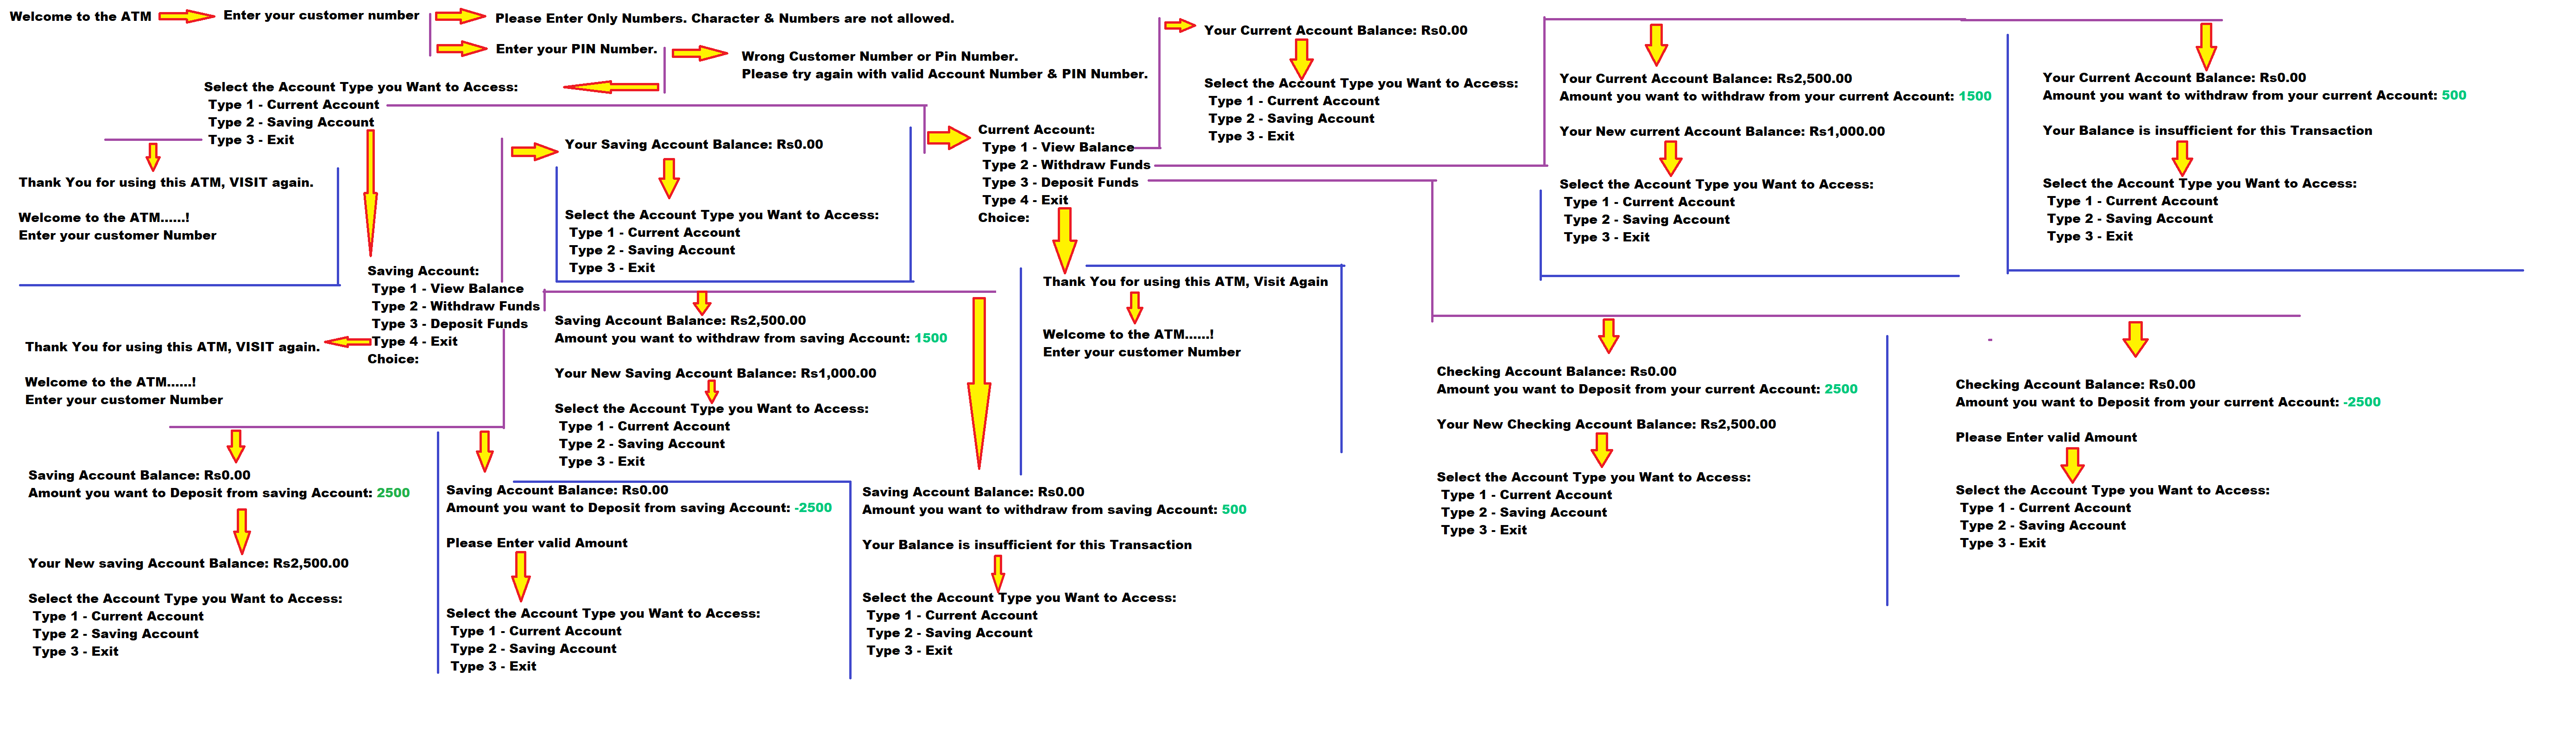 Welcome to the ATM
Enter your customer number
Please Enter Only Numbers. Character & Numbers are not allowed.
Enter your PIN Number.
Wrong Customer Number or Pin Number.
Please try again with valid Account Number & PIN Number.
Select the Account Type you Want to Access:
Type 1 - Current Account
Type 2 - Saving Account
Type 3 - Exit
Thank You for using this ATM, VISIT again.
Welcome to the ATM......!
Enter your customer Number
Saving Account:
Type 1 - View Balance
Type 2 - Withdraw Funds
Type 3 - Deposit Funds
Type 4 - Exit
Choice:
Thank You for using this ATM, VISIT again.
Welcome to the ATM......!
Enter your customer Number
Your Saving Account Balance: Rs0.00
Select the Account Type you Want to Access:
Type 1 - Current Account
Type 2 - Saving Account
Type 3 - Exit
Saving Account Balance: Rs2,500.00
Amount you want to withdraw from saving Account: 1500
Your New Saving Account Balance: Rs1,000.00
Select the Account Type you Want to Access:
Type 1 - Current Account
Type 2 - Saving Account
Type 3 - Exit
Saving Account Balance: Rs0.00
Amount you want to Deposit from saving Account: 2500
Your New saving Account Balance: Rs2,500.00
Select the Account Type you Want to Access:
Type 1 - Current Account
Type 2 - Saving Account
Type 3 - Exit
Saving Account Balance: Rs0.00
Amount you want to Deposit from saving Account: -2500
Please Enter valid Amount
Select the Account Type you Want to Access:
Type 1 - Current Account
Type 2 - Saving Account
Type 3 - Exit
Saving Account Balance: Rs0.00
Amount you want to withdraw from saving Account: 500
Your Balance is insufficient for this Transaction
Select the Account Type you Want to Access:
Type 1 - Current Account
Type 2 - Saving Account
Type 3 - Exit
Current Account:
Type 1 - View Balance
Type 2 - Withdraw Funds
Type 3 - Deposit Funds
Type 4 - Exit
Choice:
Thank You for using this ATM, Visit Again
Welcome to the ATM......!
Enter your customer Number
Your Current Account Balance: Rs0.00
Select the Account Type you Want to Access:
Type 1 - Current Account
Type 2 - Saving Account
Type 3 - Exit
Your Current Account Balance: Rs2,500.00
Amount you want to withdraw from your current Account: 1500
Your New current Account Balance: Rs1,000.00
Select the Account Type you Want to Access:
Type 1 - Current Account
Type 2 - Saving Account
Type 3 - Exit
Your Current Account Balance: Rs0.00
Amount you want to withdraw from your current Account: 500
Your Balance is insufficient for this Transaction
Select the Account Type you Want to Access:
Type 1 - Current Account
Type 2 - Saving Account
Type 3 - Exit
Checking Account Balance: Rs0.00
Amount you want to Deposit from your current Account: 2500
Your New Checking Account Balance: Rs2,500.00
Select the Account Type you Want to Access:
Type 1 - Current Account
Type 2 - Saving Account
Type 3 - Exit
Checking Account Balance: Rs0.00
Amount you want to Deposit from your current Account: -2500
Please Enter valid Amount
Select the Account Type you Want to Access:
Type 1 - Current Account
Type 2 - Saving Account
Type 3 - Exit